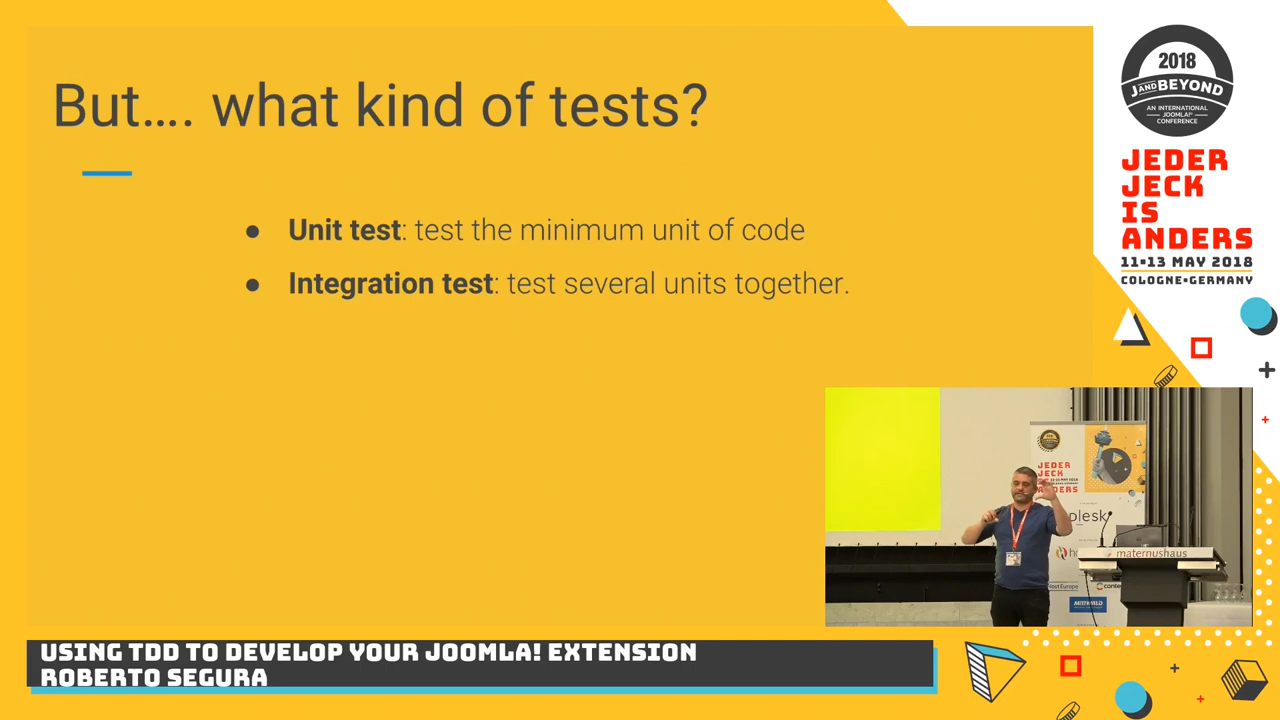 But.... what kind of tests?
● Unit test: test the minimum unit of code
● Integration test: test several units together.
2018
J AND BEYOND
AN INTERNATIONAL
JOOMLA!®
CONFERENCE
JEDER
JECK
IS
ANDERS
11-13 MAY 2018
COLOGNE-GERMANY
JEDER
JECK
ANDERS
plesk
maternushaus
USING TDD TO DEVELOP YOUR JOOMLA! EXTENSION
ROBERTO SEGURA